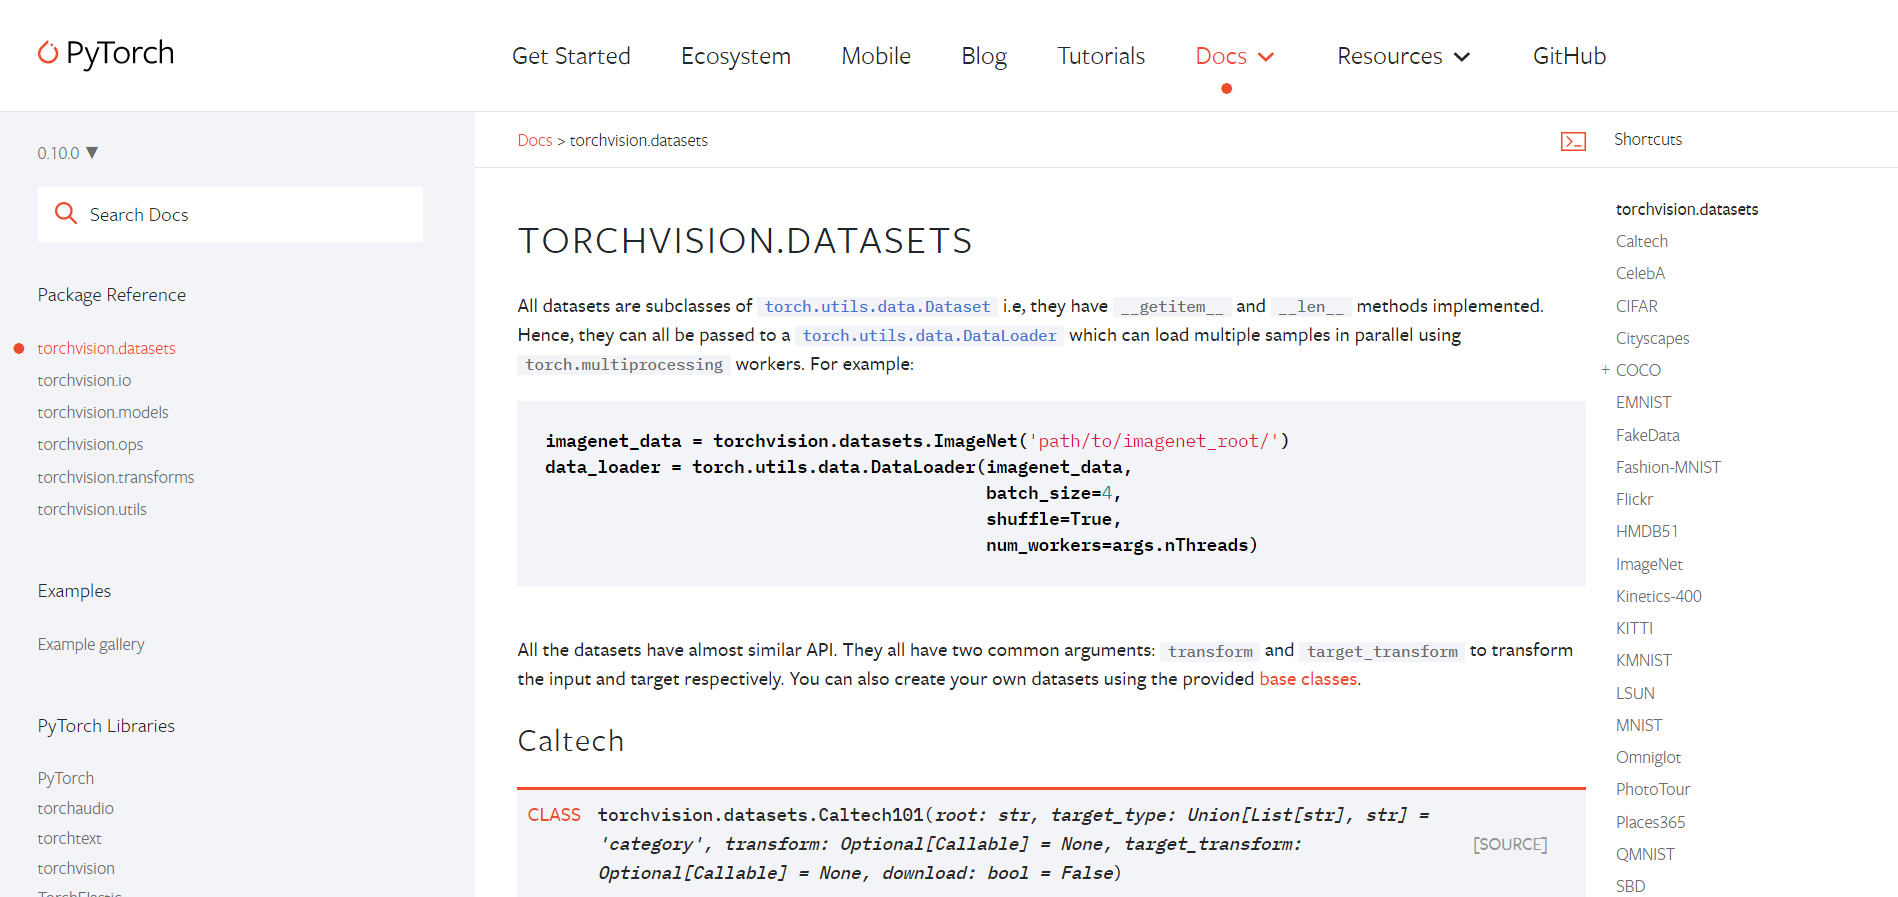 PyTorch
Get Started
Ecosystem
Mobile
Blog
Tutorials
Docs
Resources
GitHub
0.10.0 ▼
Search Docs
Package Reference
torchvision.datasets
torchvision.io
torchvision.models
torchvision.ops
torchvision.transforms
torchvision.utils
Examples
Example gallery
PyTorch Libraries
PyTorch
torchaudio
torchtext
torchvision
TorchElastic
Docs > torchvision.datasets
TORCHVISION.DATASETS
All datasets are subclasses of torch.utils.data.Dataset i.e, they have __getitem__ and __len__ methods implemented.
Hence, they can all be passed to a torch.utils.data.DataLoader which can load multiple samples in parallel using
torch.multiprocessing workers. For example:
imagenet_data = torchvision.datasets.ImageNet('path/to/imagenet_root/')
data_loader = torch.utils.data.DataLoader(imagenet_data,
batch_size=4,
shuffle=True,
num_workers=args.nThreads)
All the datasets have almost similar API. They all have two common arguments: transform and target_transform to transform
the input and target respectively. You can also create your own datasets using the provided base classes.
Caltech
CLASS torchvision.datasets.Caltech101(root: str, target_type: Union[List[str], str] =
'category', transform: Optional[Callable] = None, target_transform:
Optional[Callable] = None, download: bool = False)
[SOURCE]
Shortcuts
torchvision.datasets
Caltech
CelebA
CIFAR
Cityscapes
+ COCO
EMNIST
FakeData
Fashion-MNIST
Flickr
HMDB51
ImageNet
Kinetics-400
KITTI
KMNIST
LSUN
MNIST
Omniglot
PhotoTour
Places365
QMNIST
SBD